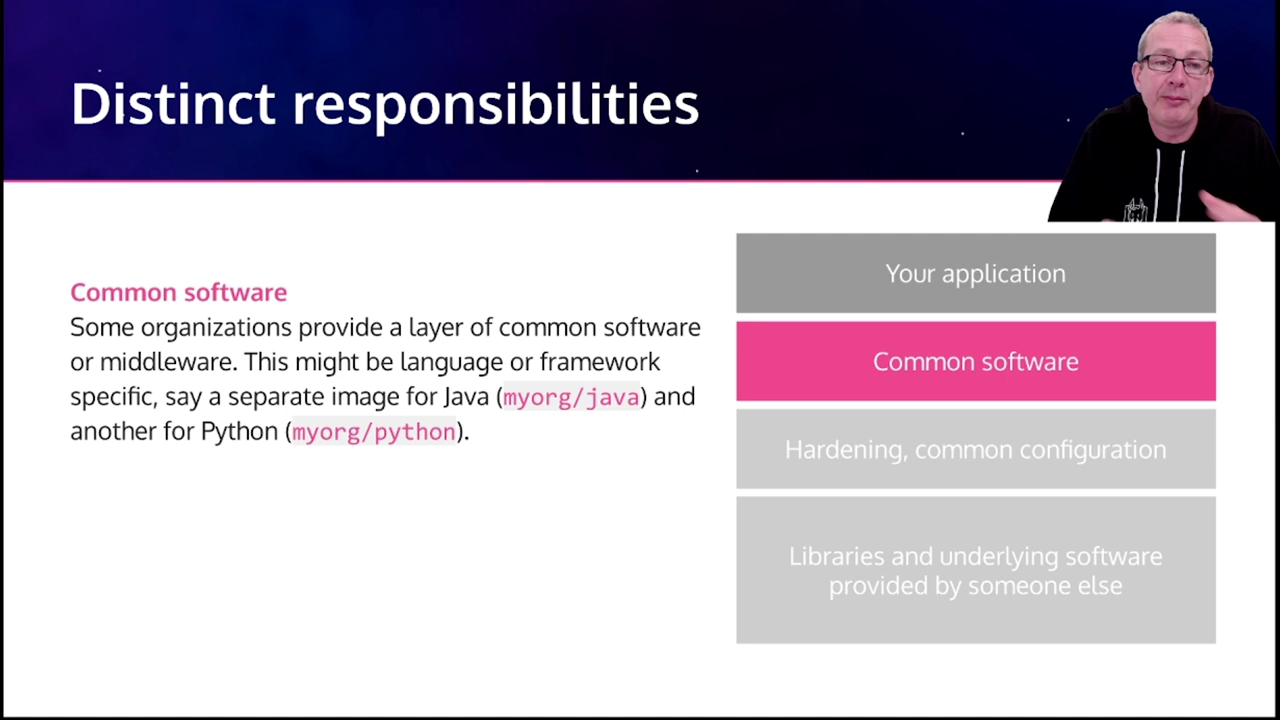 Distinct responsibilities
Common software
Some organizations provide a layer of common software
or middleware. This might be language or framework
specific, say a separate image for Java (myorg/java) and
another for Python (myorg/python).
Your application
Common software
Hardening, common configuration
Libraries and underlying software
provided by someone else